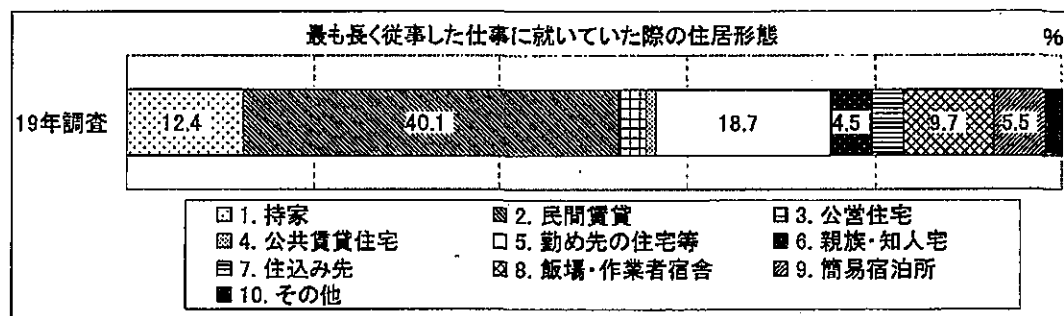 最も長く従事した仕事に就いていた際の住居形態 %
19年調査 12.4 40.1 18.7 4.5 9.7 5.5
1. 持家 2. 民間賃貸 3. 公営住宅
4. 公共賃貸住宅 5. 勤め先の住宅等 6. 親族・知人宅
7. 住込み先 8. 飯場・作業者宿舎 9. 簡易宿泊所
10. その他